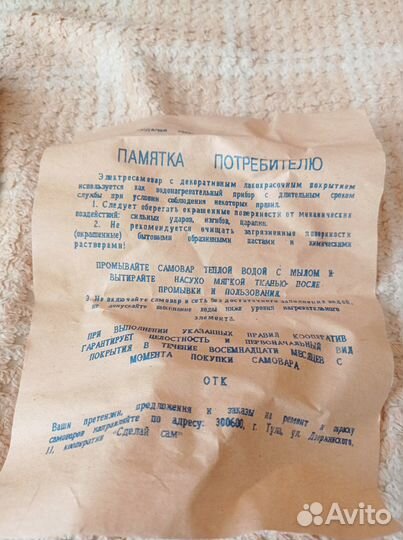 ПАМЯТКА ПОТРЕБИТЕЛЮ
Электросамовар с декоративным лакокрасочным покрытием
используется как водонагревательный прибор с длительным сроком
службы при условии соблюдения некоторых правил.
1. Следует оберегать окрашенные поверхности от механических
воздействий: сильных ударов, изгибов, царапин.
2. Не рекомендуется очищать загрязненные поверхности
(окрашенные) бытовыми абразивными пастами и химическими
растворами:
ПРОМЫВАЙТЕ САМОВАР ТЕПЛОЙ ВОДОЙ С МЫЛОМ И
ВЫТИРАЙТЕ НАСУХО МЯГКОЙ ТКАНЬЮ ПОСЛЕ
ПРОМЫВКИ И ПОЛЬЗОВАНИЯ.
3. Не включайте самовар в сеть без достаточного заполнения водой,
не допускайте выкипание воды ниже уровня нагревательного
элемента.
ПРИ ВЫПОЛНЕНИИ УКАЗАННЫХ ПРАВИЛ КООПЕРАТИВ
ГАРАНТИРУЕТ ЦЕЛОСТНОСТЬ И ПЕРВОНАЧАЛЬНЫЙ ВИД
ПОКРЫТИЯ В ТЕЧЕНИЕ ВОСЕМНАДЦАТИ МЕСЯЦЕВ С
МОМЕНТА ПОКУПКИ САМОВАРА
ОТК
Ваши претензии, предложения и заказы на ремонт и окраску
самоваров направляйте по адресу: 300600, г. Тула, ул. Дзержинского,
11, кооператив "Сделай сам"
Avito